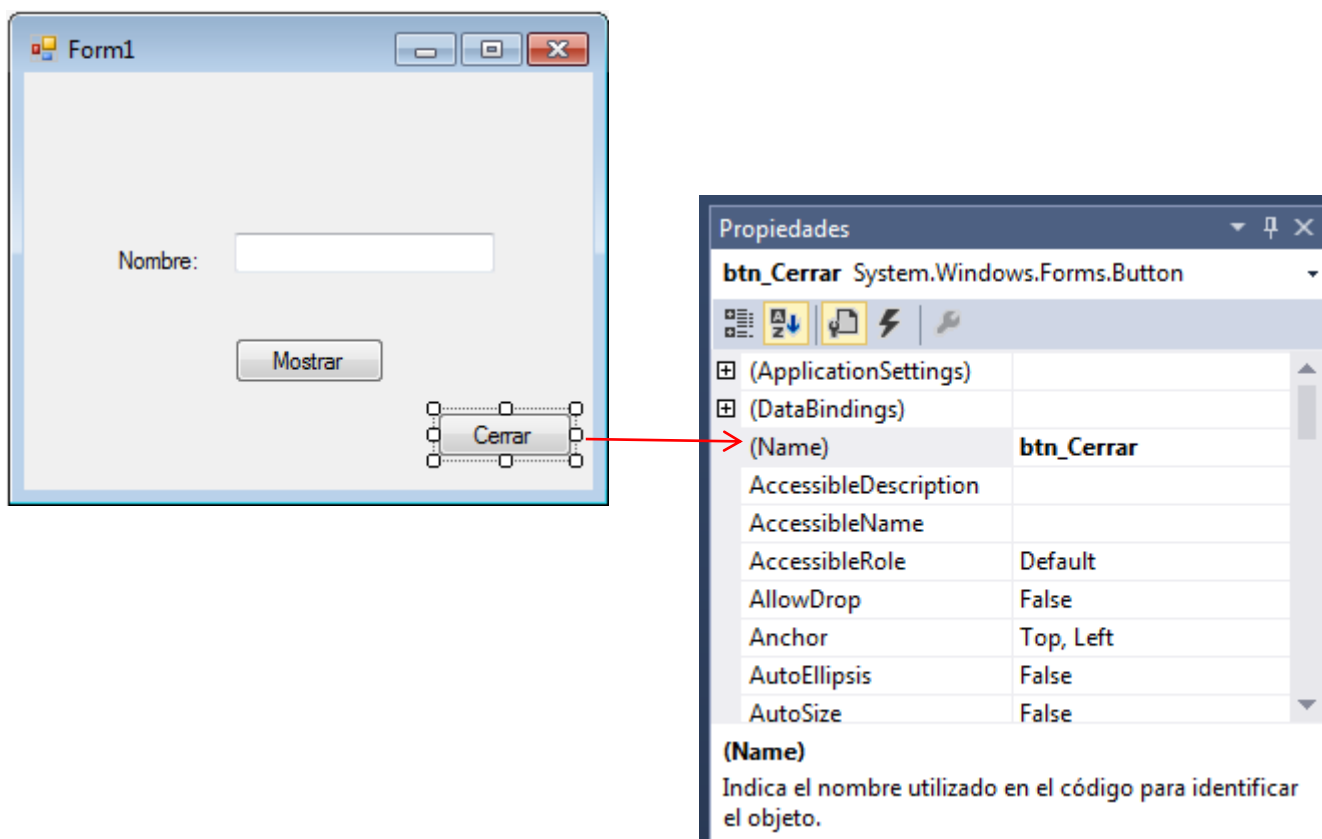 Form1
Nombre:
Mostrar
Cerrar
Propiedades
btn_Cerrar System.Windows.Forms.Button
(ApplicationSettings)
(DataBindings)
(Name) btn_Cerrar
AccessibleDescription
AccessibleName
AccessibleRole Default
AllowDrop False
Anchor Top, Left
AutoEllipsis False
AutoSize False
(Name)
Indica el nombre utilizado en el código para identificar
el objeto.